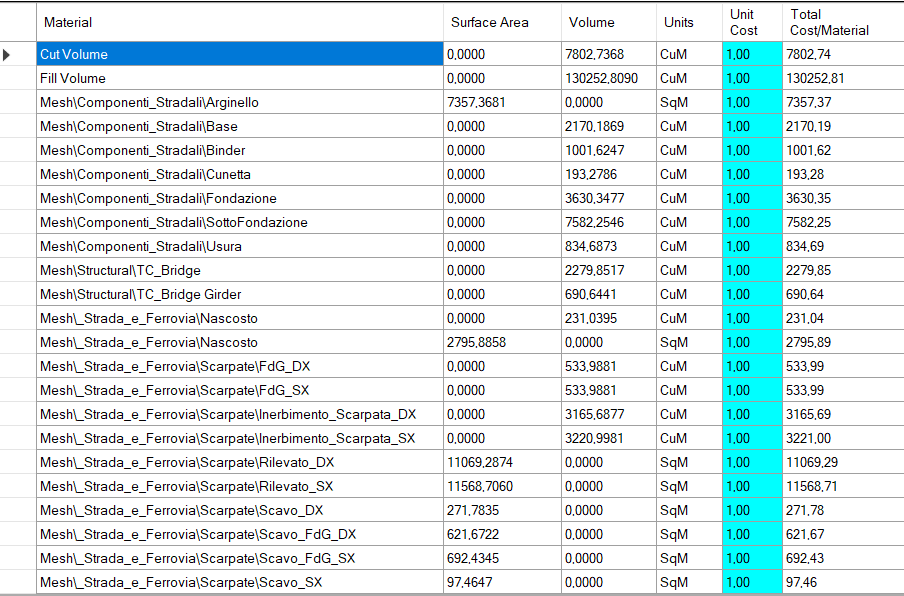 Material Surface Area Volume Units Unit Cost Total Cost/Material
Cut Volume 0,0000 7802,7368 CuM 1,00 7802,74
Fill Volume 0,0000 130252,8090 CuM 1,00 130252,81
Mesh\Componenti_Stradali\Arginello 7357,3681 0,0000 SqM 1,00 7357,37
Mesh\Componenti_Stradali\Base 0,0000 2170,1869 CuM 1,00 2170,19
Mesh\Componenti_Stradali\Binder 0,0000 1001,6247 CuM 1,00 1001,62
Mesh\Componenti_Stradali\Cunetta 0,0000 193,2786 CuM 1,00 193,28
Mesh\Componenti_Stradali\Fondazione 0,0000 3630,3477 CuM 1,00 3630,35
Mesh\Componenti_Stradali\SottoFondazione 0,0000 7582,2546 CuM 1,00 7582,25
Mesh\Componenti_Stradali\Usura 0,0000 834,6873 CuM 1,00 834,69
Mesh\Structural\TC_Bridge 0,0000 2279,8517 CuM 1,00 2279,85
Mesh\Structural\TC_Bridge Girder 0,0000 690,6441 CuM 1,00 690,64
Mesh\_Strada_e_Ferrovia\Nascosto 0,0000 231,0395 CuM 1,00 231,04
Mesh\_Strada_e_Ferrovia\Nascosto 2795,8858 0,0000 SqM 1,00 2795,89
Mesh\_Strada_e_Ferrovia\Scarpate\FdG_DX 0,0000 533,9881 CuM 1,00 533,99
Mesh\_Strada_e_Ferrovia\Scarpate\FdG_SX 0,0000 533,9881 CuM 1,00 533,99
Mesh\_Strada_e_Ferrovia\Scarpate\Inerbimento_Scarpata_DX 0,0000 3165,6877 CuM 1,00 3165,69
Mesh\_Strada_e_Ferrovia\Scarpate\Inerbimento_Scarpata_SX 0,0000 3220,9981 CuM 1,00 3221,00
Mesh\_Strada_e_Ferrovia\Scarpate\Rilevato_DX 11069,2874 0,0000 SqM 1,00 11069,29
Mesh\_Strada_e_Ferrovia\Scarpate\Rilevato_SX 11568,7060 0,0000 SqM 1,00 11568,71
Mesh\_Strada_e_Ferrovia\Scarpate\Scavo_DX 271,7835 0,0000 SqM 1,00 271,78
Mesh\_Strada_e_Ferrovia\Scarpate\Scavo_FdG_DX 621,6722 0,0000 SqM 1,00 621,67
Mesh\_Strada_e_Ferrovia\Scarpate\Scavo_FdG_SX 692,4345 0,0000 SqM 1,00 692,43
Mesh\_Strada_e_Ferrovia\Scarpate\Scavo_SX 97,4647 0,0000 SqM 1,00 97,46